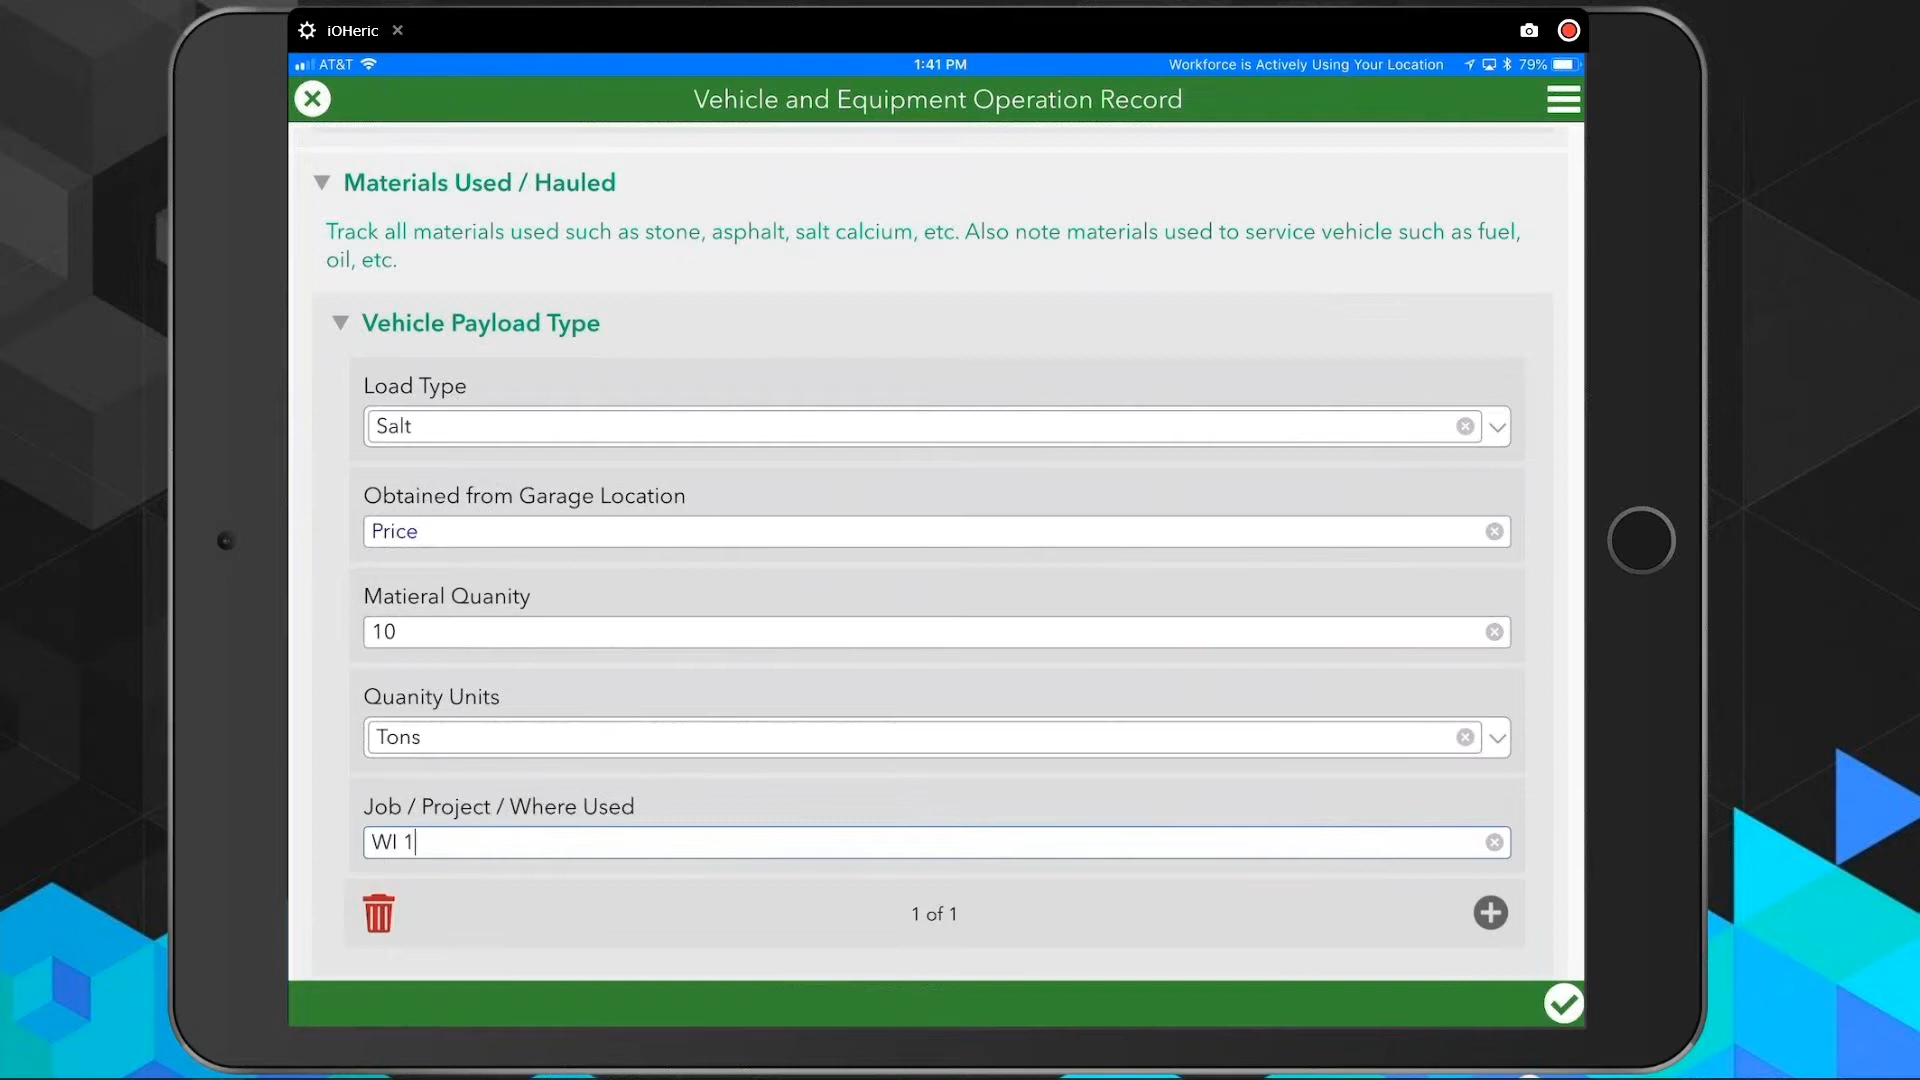 iOHeric
AT&T 1:41 PM Workforce is Actively Using Your Location 79%
Vehicle and Equipment Operation Record
Materials Used / Hauled
Track all materials used such as stone, asphalt, salt calcium, etc. Also note materials used to service vehicle such as fuel,
oil, etc.
Vehicle Payload Type
Load Type
Salt
Obtained from Garage Location
Price
Matieral Quanity
10
Quanity Units
Tons
Job / Project / Where Used
WI 1
1 of 1